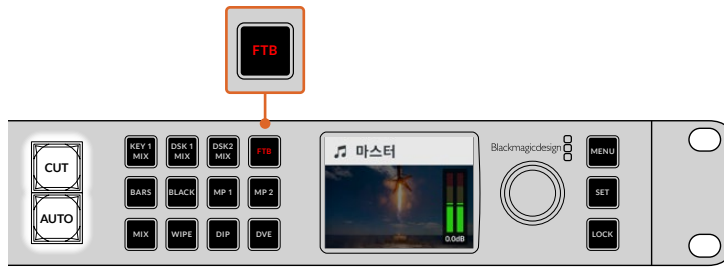 FTB
CUT
AUTO
KEY 1 MIX
DSK 1 MIX
DSK2 MIX
FTB
BARS
BLACK
MP 1
MP 2
MIX
WIPE
DIP
DVE
마스터
0.0dB
Blackmagicdesign
MENU
SET
LOCK